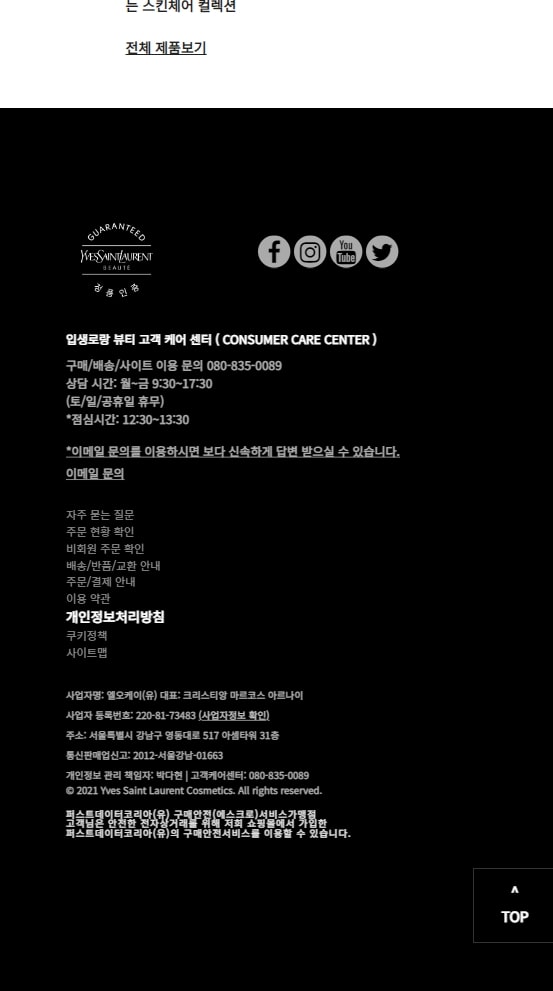 는 스킨체어 컬렉션
전체 제품보기
GUARANTEED
YVESSAINTLAURENT
BEAUTÉ
정품인증
You
Tube
입생로랑 뷰티 고객 케어 센터 ( CONSUMER CARE CENTER )
구매/배송/사이트 이용 문의 080-835-0089
상담 시간: 월~금 9:30~17:30
(토/일/공휴일 휴무)
*점심시간: 12:30~13:30
*이메일 문의를 이용하시면 보다 신속하게 답변 받으실 수 있습니다.
이메일 문의
자주 묻는 질문
주문 현황 확인
비회원 주문 확인
배송/반품/교환 안내
주문/결제 안내
이용 약관
개인정보처리방침
쿠키정책
사이트맵
사업자명: 엘오케이(유) 대표: 크리스티앙 마르코스 아르나이
사업자 등록번호: 220-81-73483 (사업자정보 확인)
주소: 서울특별시 강남구 영동대로 517 아셈타워 31층
통신판매업신고: 2012-서울강남-01663
개인정보 관리 책임자: 박다현 | 고객케어센터: 080-835-0089
© 2021 Yves Saint Laurent Cosmetics. All rights reserved.
퍼스트데이터코리아(유) 구매안전(에스크로)서비스가맹점
고객님은 안전한 전자상거래를 위해 저희 쇼핑몰에서 가입한
퍼스트데이터코리아(유)의 구매안전서비스를 이용할 수 있습니다.
TOP